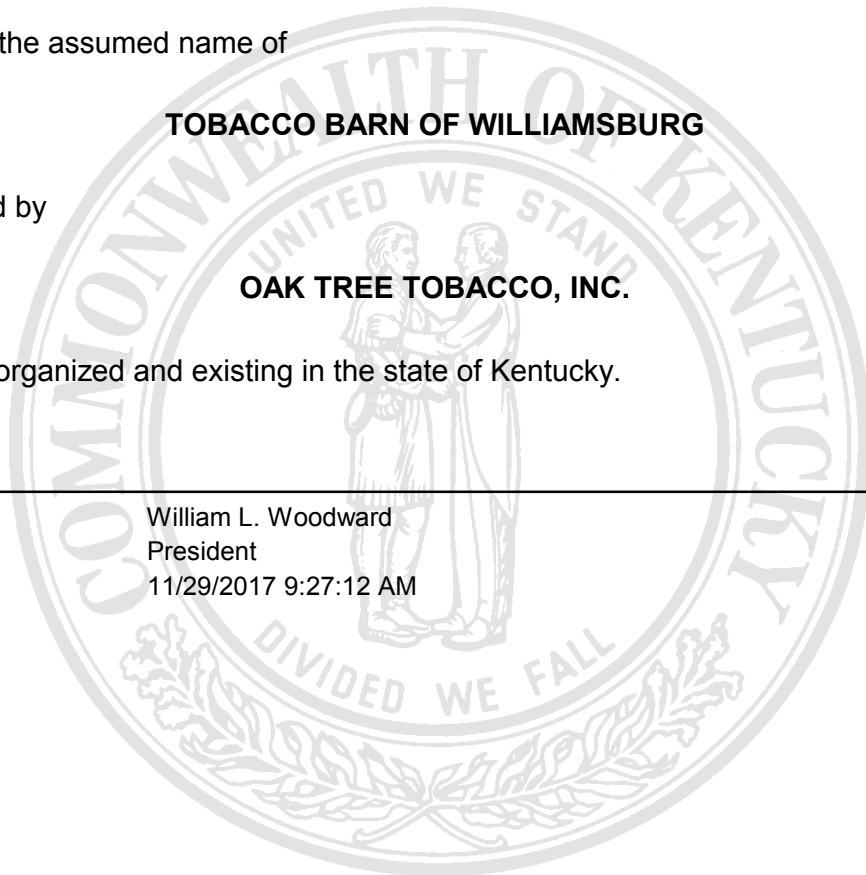 the assumed name of
TOBACCO BARN OF WILLIAMSBURG
d by
OAK TREE TOBACCO, INC.
organized and existing in the state of Kentucky.
William L. Woodward
President
11/29/2017 9:27:12 AM
COMMONWEALTH OF KENTUCKY
UNITED WE STAND
DIVIDED WE FALL